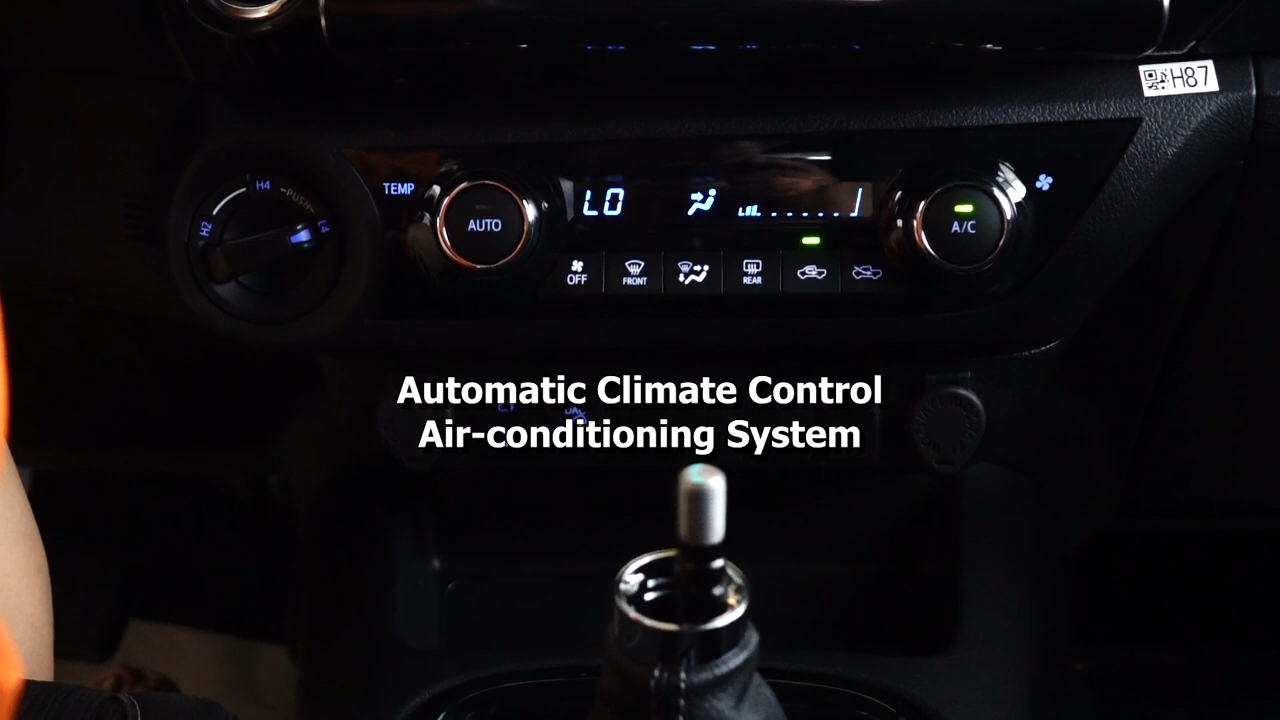 H87
H4
-PUSH-
H2
L4
TEMP
AUTO
LO
A/C
OFF
FRONT
REAR
Automatic Climate Control
Air-conditioning System